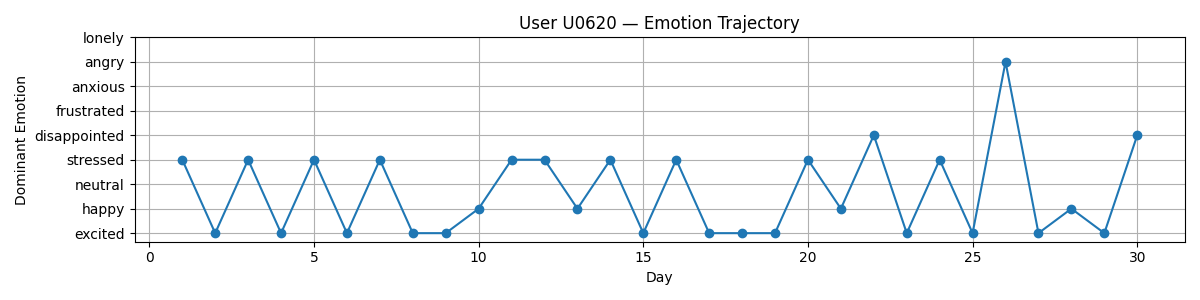 User U0620 — Emotion Trajectory
Dominant Emotion
lonely
angry
anxious
frustrated
disappointed
stressed
neutral
happy
excited
0 5 10 15 20 25 30
Day